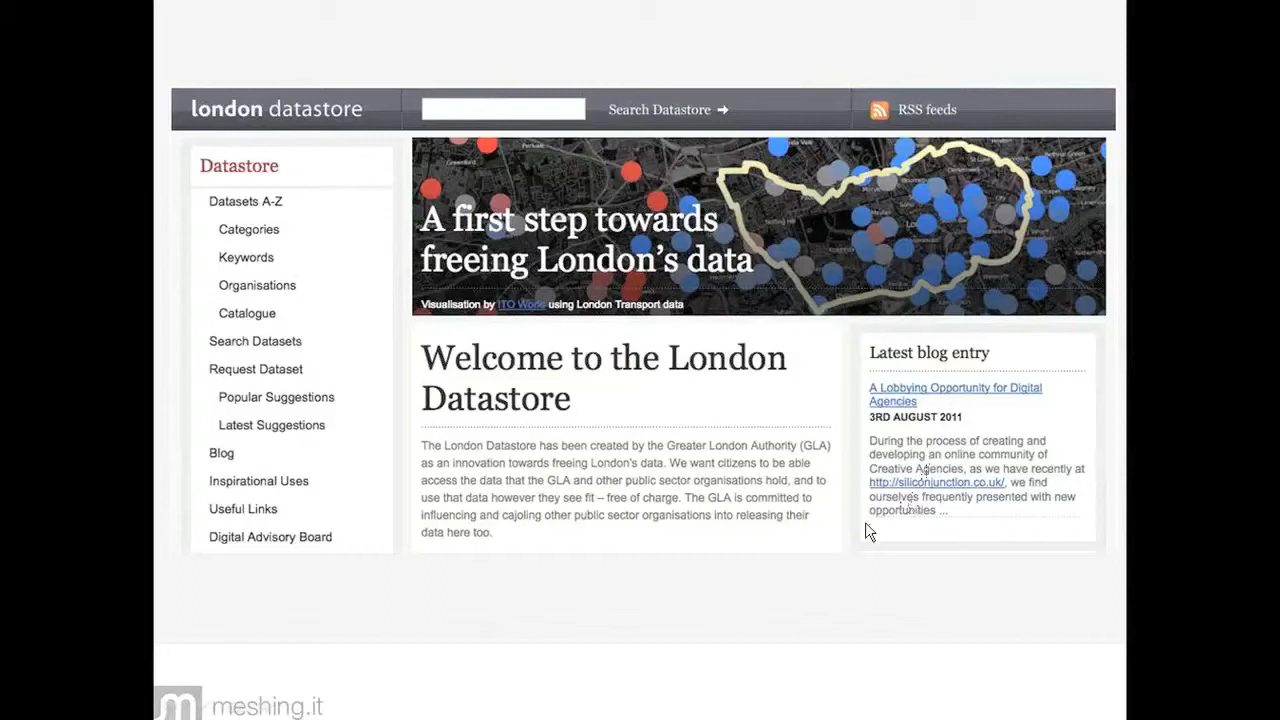 london datastore
Search Datastore ➔
RSS feeds
Datastore
Datasets A-Z
Categories
Keywords
Organisations
Catalogue
Search Datasets
Request Dataset
Popular Suggestions
Latest Suggestions
Blog
Inspirational Uses
Useful Links
Digital Advisory Board
A first step towards
freeing London's data
Visualisation by ITO World using London Transport data
Welcome to the London
Datastore
The London Datastore has been created by the Greater London Authority (GLA)
as an innovation towards freeing London's data. We want citizens to be able
access the data that the GLA and other public sector organisations hold, and to
use that data however they see fit – free of charge. The GLA is committed to
influencing and cajoling other public sector organisations into releasing their
data here too.
Latest blog entry
A Lobbying Opportunity for Digital
Agencies
3RD AUGUST 2011
During the process of creating and
developing an online community of
Creative Agencies, as we have recently at
http://siliconjunction.co.uk/, we find
ourselves frequently presented with new
opportunities ...
m meshing.it